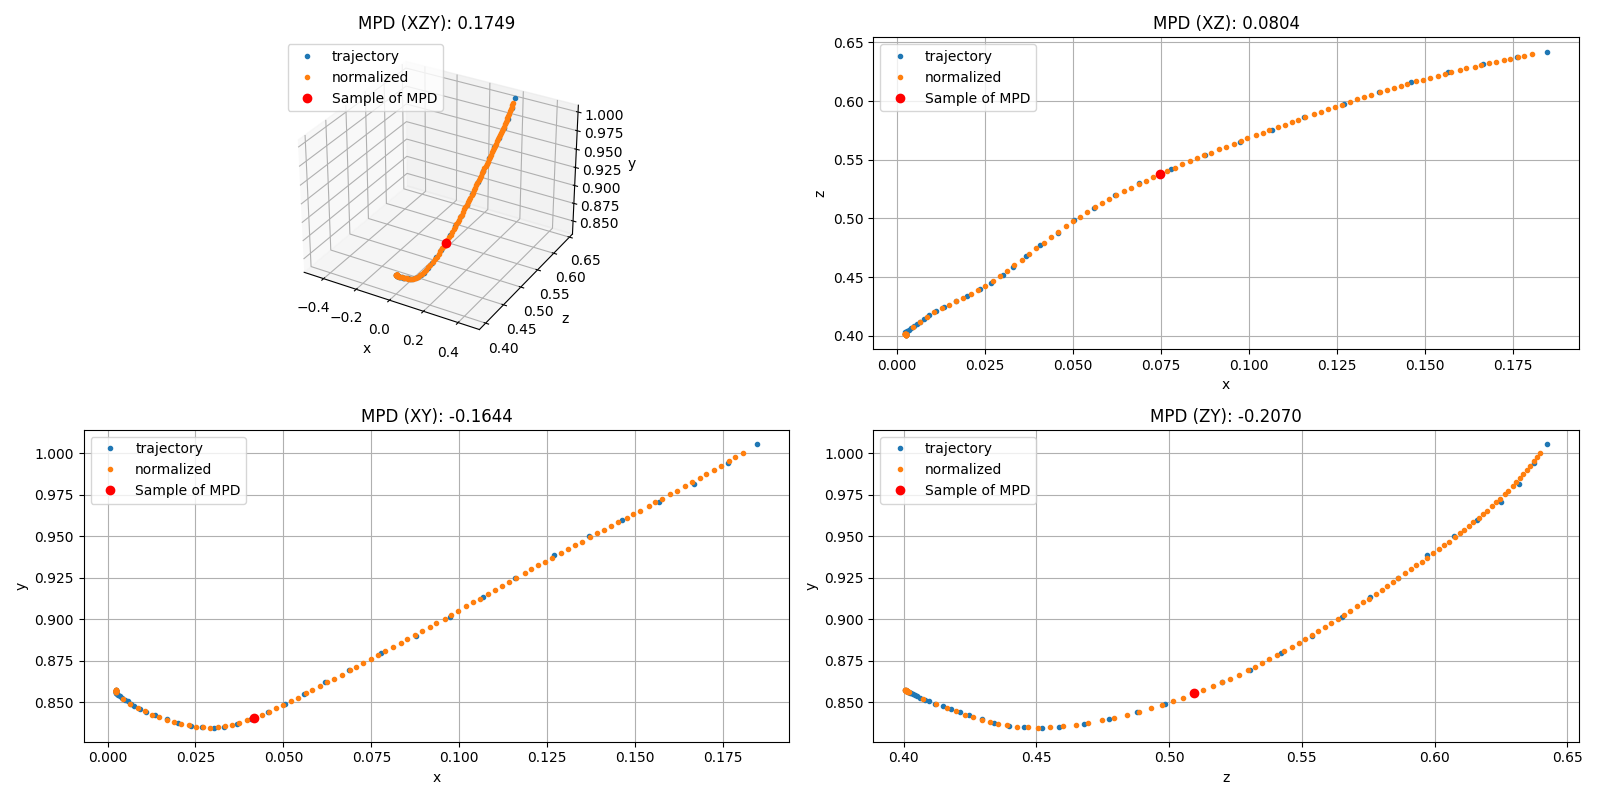 MPD (XZY): 0.1749
trajectory
normalized
Sample of MPD
1.000
0.975
0.950
0.925
0.900
0.875
0.850
y
−0.4
−0.2
0.0
0.2
0.4
x
0.40
0.45
0.50
0.55
0.60
0.65
z
MPD (XZ): 0.0804
trajectory
normalized
Sample of MPD
0.65
0.60
0.55
0.50
0.45
0.40
z
0.000 0.025 0.050 0.075 0.100 0.125 0.150 0.175
x
MPD (XY): -0.1644
trajectory
normalized
Sample of MPD
1.000
0.975
0.950
0.925
0.900
0.875
0.850
y
0.000 0.025 0.050 0.075 0.100 0.125 0.150 0.175
x
MPD (ZY): -0.2070
trajectory
normalized
Sample of MPD
1.000
0.975
0.950
0.925
0.900
0.875
0.850
y
0.40 0.45 0.50 0.55 0.60 0.65
z